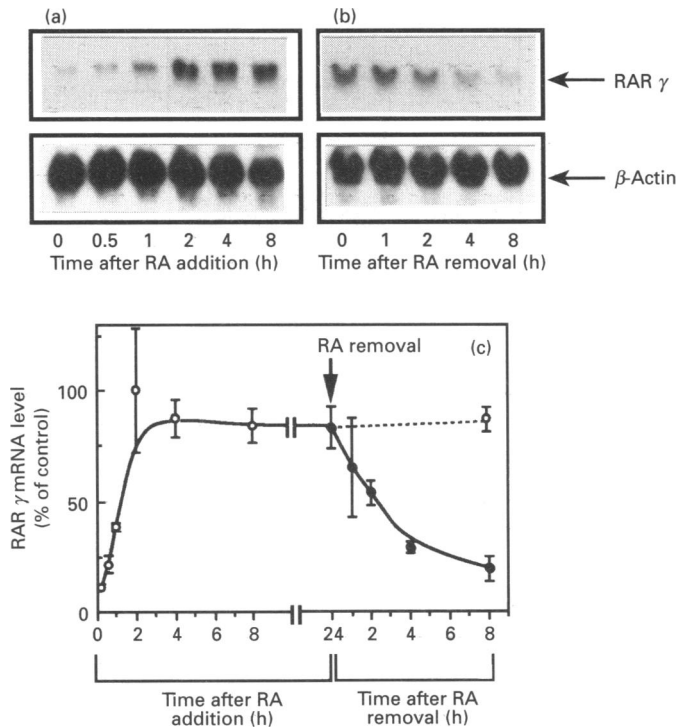 (a)
(b)
RAR γ
β-Actin
0 0.5 1 2 4 8
Time after RA addition (h)
0 1 2 4 8
Time after RA removal (h)
(c)
RA removal
RAR γ mRNA level
(% of control)
100
50
0
0 2 4 6 8 24 2 4 6 8
Time after RA
addition (h)
Time after RA
removal (h)